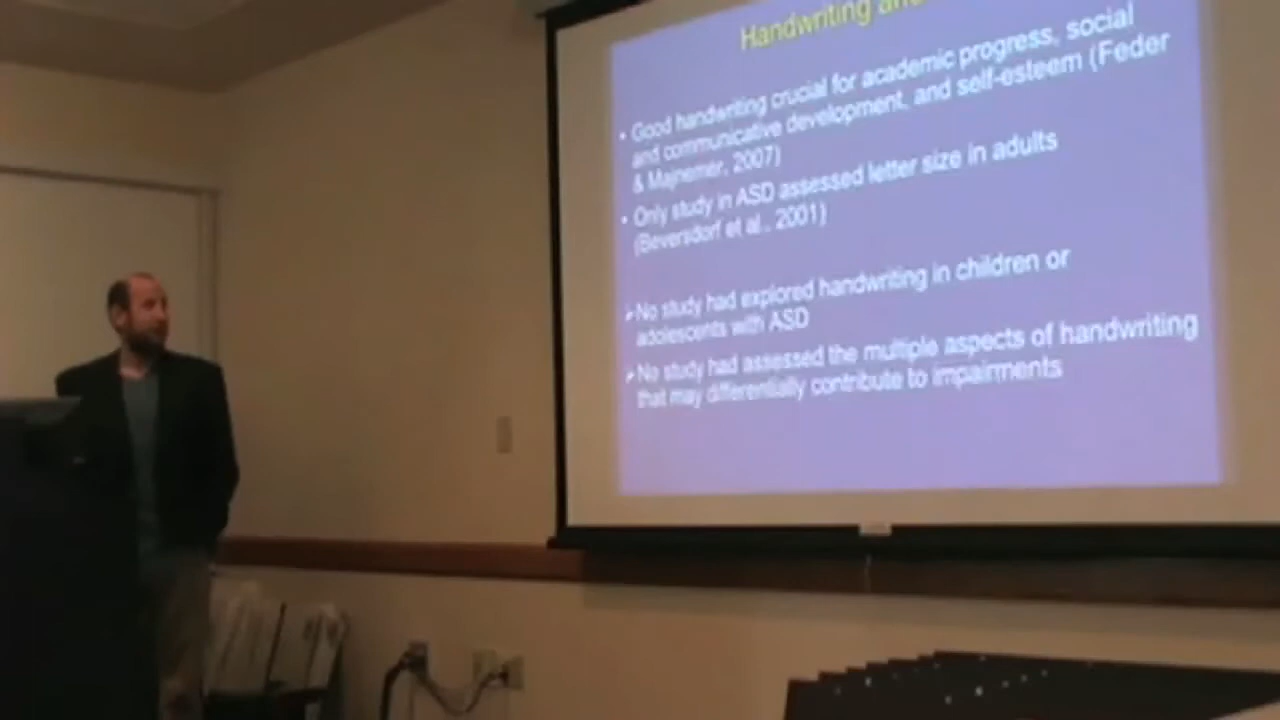 Handwriting and
• Good handwriting crucial for academic progress, social
and communicative development, and self-esteem (Feder
& Majnemer, 2007)
• Only study in ASD assessed letter size in adults
(Beversdorf et al., 2001)
No study had explored handwriting in children or
adolescents with ASD
No study had assessed the multiple aspects of handwriting
that may differentially contribute to impairments